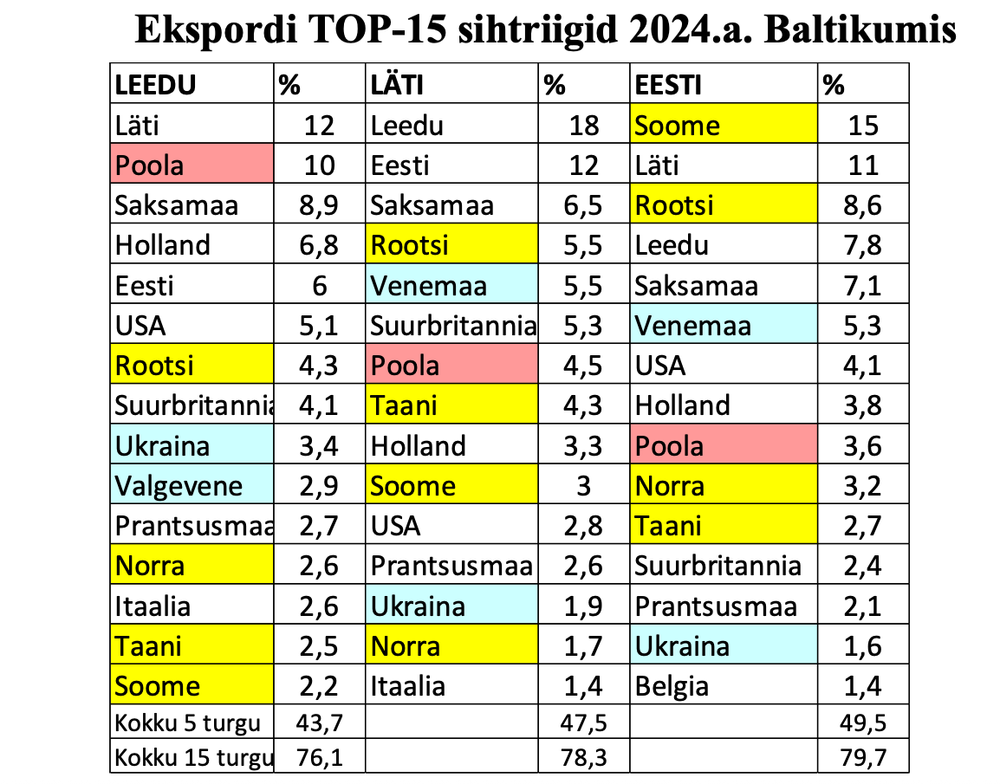 Ekspordi TOP-15 sihtriigid 2024.a. Baltikumis
LEEDU % LÄTI % EESTI %
Läti 12 Leedu 18 Soome 15
Poola 10 Eesti 12 Läti 11
Saksamaa 8,9 Saksamaa 6,5 Rootsi 8,6
Holland 6,8 Rootsi 5,5 Leedu 7,8
Eesti 6 Venemaa 5,5 Saksamaa 7,1
USA 5,1 Suurbritannia 5,3 Venemaa 5,3
Rootsi 4,3 Poola 4,5 USA 4,1
Suurbritannia 4,1 Taani 4,3 Holland 3,8
Ukraina 3,4 Holland 3,3 Poola 3,6
Valgevene 2,9 Soome 3 Norra 3,2
Prantsusmaa 2,7 USA 2,8 Taani 2,7
Norra 2,6 Prantsusmaa 2,6 Suurbritannia 2,4
Itaalia 2,6 Ukraina 1,9 Prantsusmaa 2,1
Taani 2,5 Norra 1,7 Ukraina 1,6
Soome 2,2 Itaalia 1,4 Belgia 1,4
Kokku 5 turgu 43,7 47,5 49,5
Kokku 15 turgu 76,1 78,3 79,7